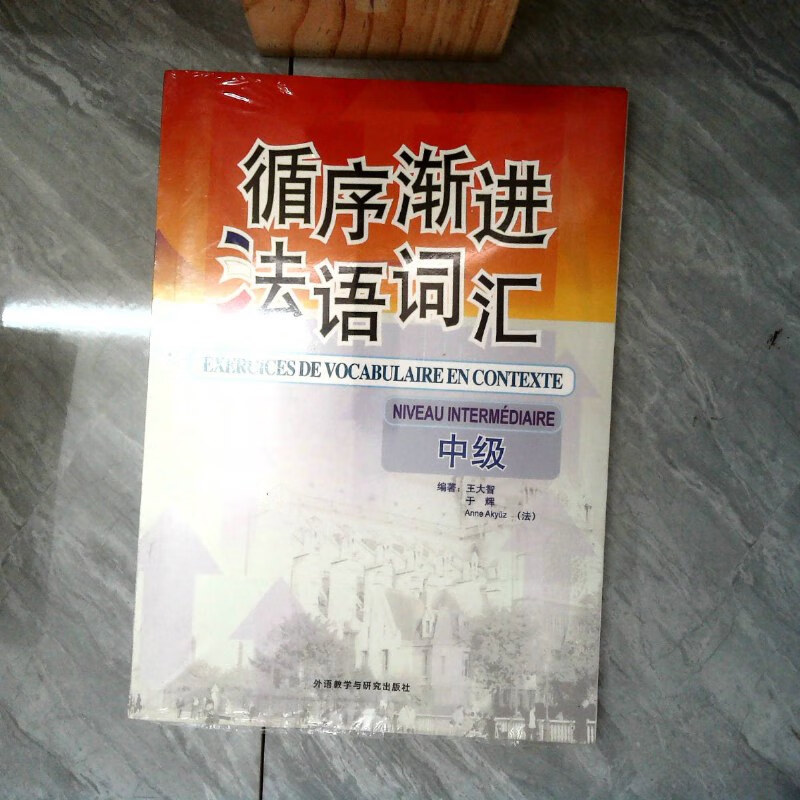 循序渐进
法语词汇
EXERCICES DE VOCABULAIRE EN CONTEXTE
NIVEAU INTERMÉDIAIRE
中级
编著：王大智
于 辉
Anne Akyüz （法）
外语教学与研究出版社